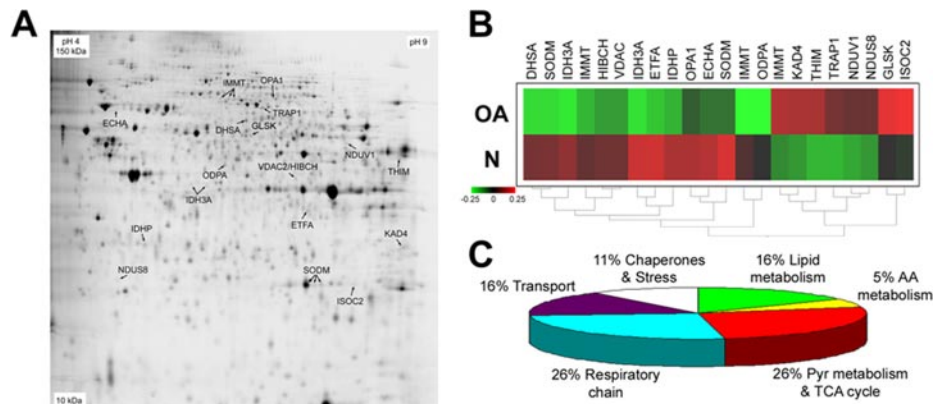 A
pH 4
150 kDa
pH 9
IMMT
OPA1
ECHA
TRAP1
DHSA
GLSK
NDUV1
THIM
ODPA
VDAC2/HIBCH
IDH3A
ETFA
IDHP
KAD4
NDUS8
SODM
ISOC2
10 kDa
B
DHSA
SODM
IDH3A
IMMT
HIBCH
VDAC
IDH3A
ETFA
IDHP
OPA1
ECHA
SODM
IMMT
ODPA
IMMT
KAD4
THIM
TRAP1
NDUV1
NDUS8
GLSK
ISOC2
OA
N
-0.25 0.25
C
11% Chaperones
& Stress
16% Lipid
metabolism
5% AA
metabolism
16% Transport
26% Respiratory
chain
26% Pyr metabolism
& TCA cycle